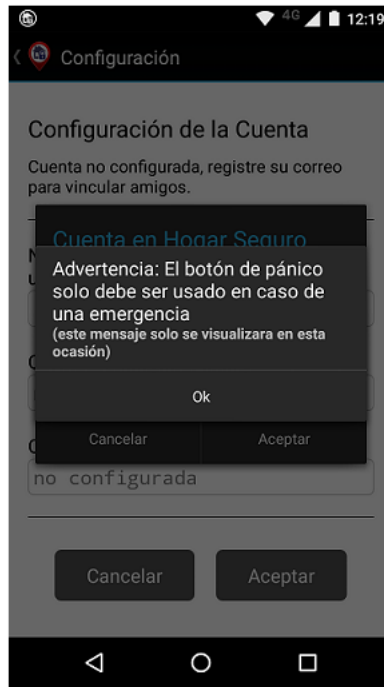 4G 12:19
Configuración
Configuración de la Cuenta
Cuenta no configurada, registre su correo
para vincular amigos.
Cuenta en Hogar Seguro
Advertencia: El botón de pánico
solo debe ser usado en caso de
una emergencia
(este mensaje solo se visualizara en esta
ocasión)
Ok
Cancelar Aceptar
no configurada
Cancelar Aceptar